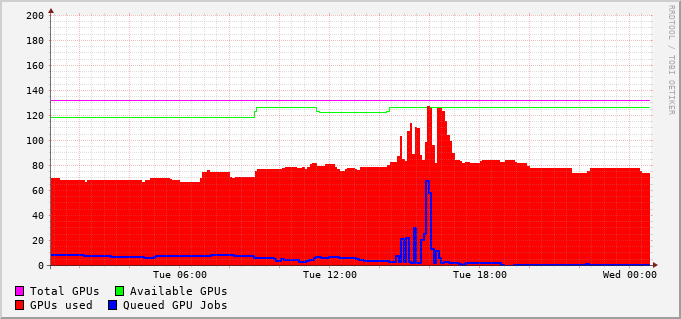 200
180
160
140
120
100
80
60
40
20
0
Tue 06:00 Tue 12:00 Tue 18:00 Wed 00:00
Total GPUs Available GPUs
GPUs used Queued GPU Jobs
RRDTOOL / TOBI OETIKER